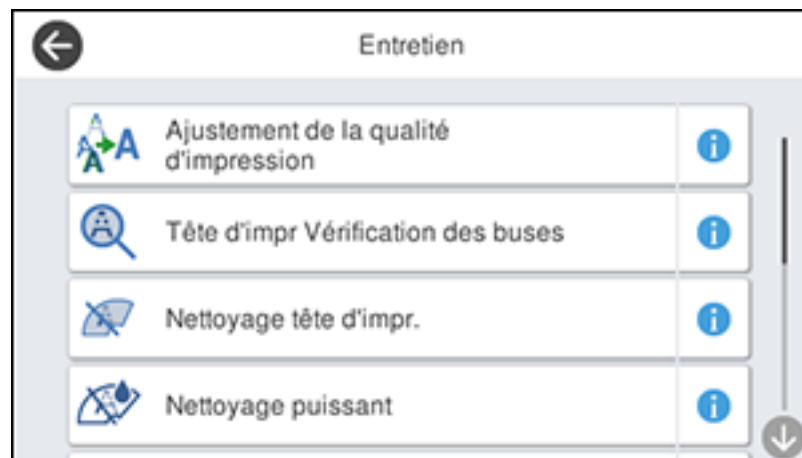 Entretien
Ajustement de la qualité
d'impression
Tête d'impr Vérification des buses
Nettoyage tête d'impr.
Nettoyage puissant